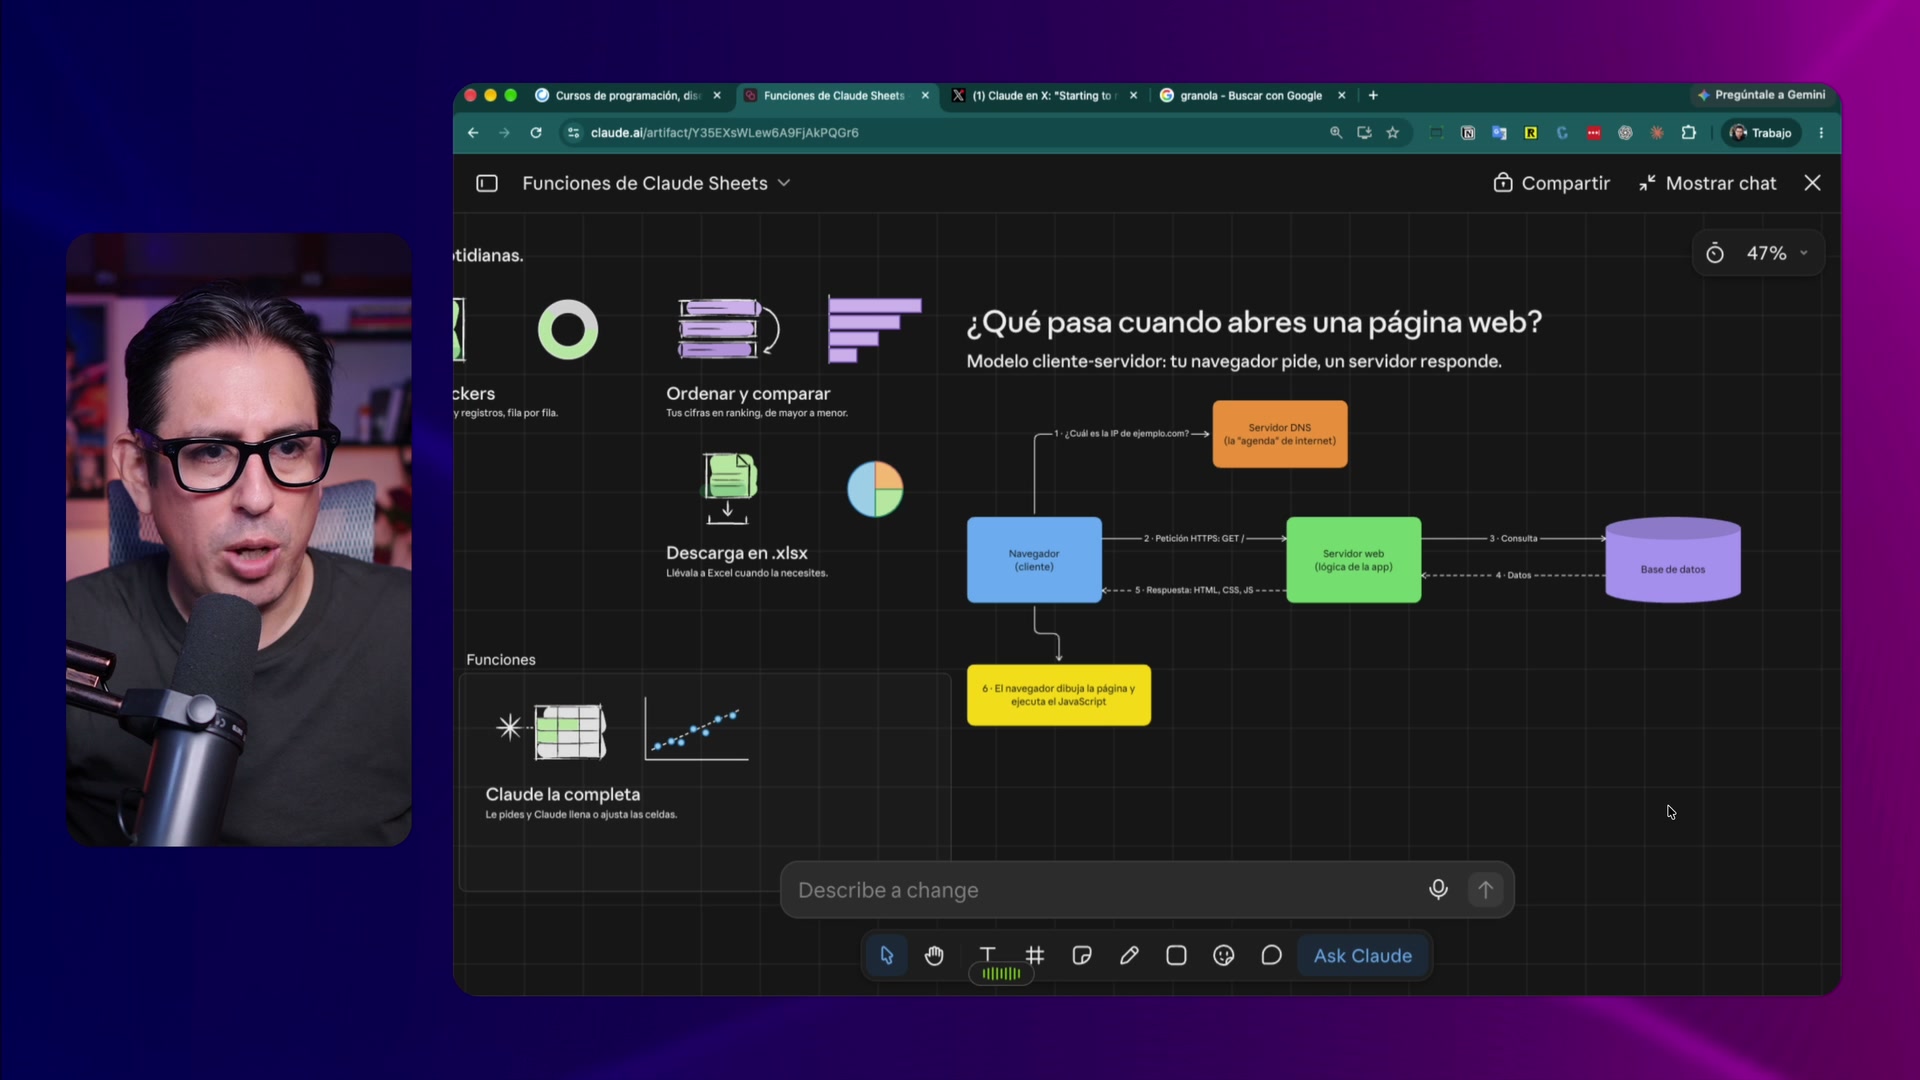 Cursos de programación, dis
Funciones de Claude Sheets
(1) Claude en X: "Starting to r
granola - Buscar con Google
Pregúntale a Gemini
claude.ai/artifact/Y35EXsWLew6A9FjAkPQGr6
Trabajo
Funciones de Claude Sheets
Compartir
Mostrar chat
47%
otidianas.
ckers
y registros, fila por fila.
Ordenar y comparar
Tus cifras en ranking, de mayor a menor.
Descarga en .xlsx
Llévala a Excel cuando la necesites.
¿Qué pasa cuando abres una página web?
Modelo cliente-servidor: tu navegador pide, un servidor responde.
1 · ¿Cuál es la IP de ejemplo.com?
Servidor DNS
(la "agenda" de internet)
Navegador
(cliente)
2 · Petición HTTPS: GET /
5 · Respuesta: HTML, CSS, JS
Servidor web
(lógica de la app)
3 · Consulta
4 · Datos
Base de datos
6 · El navegador dibuja la página y
ejecuta el JavaScript
Funciones
Claude la completa
Le pides y Claude llena o ajusta las celdas.
Describe a change
Ask Claude